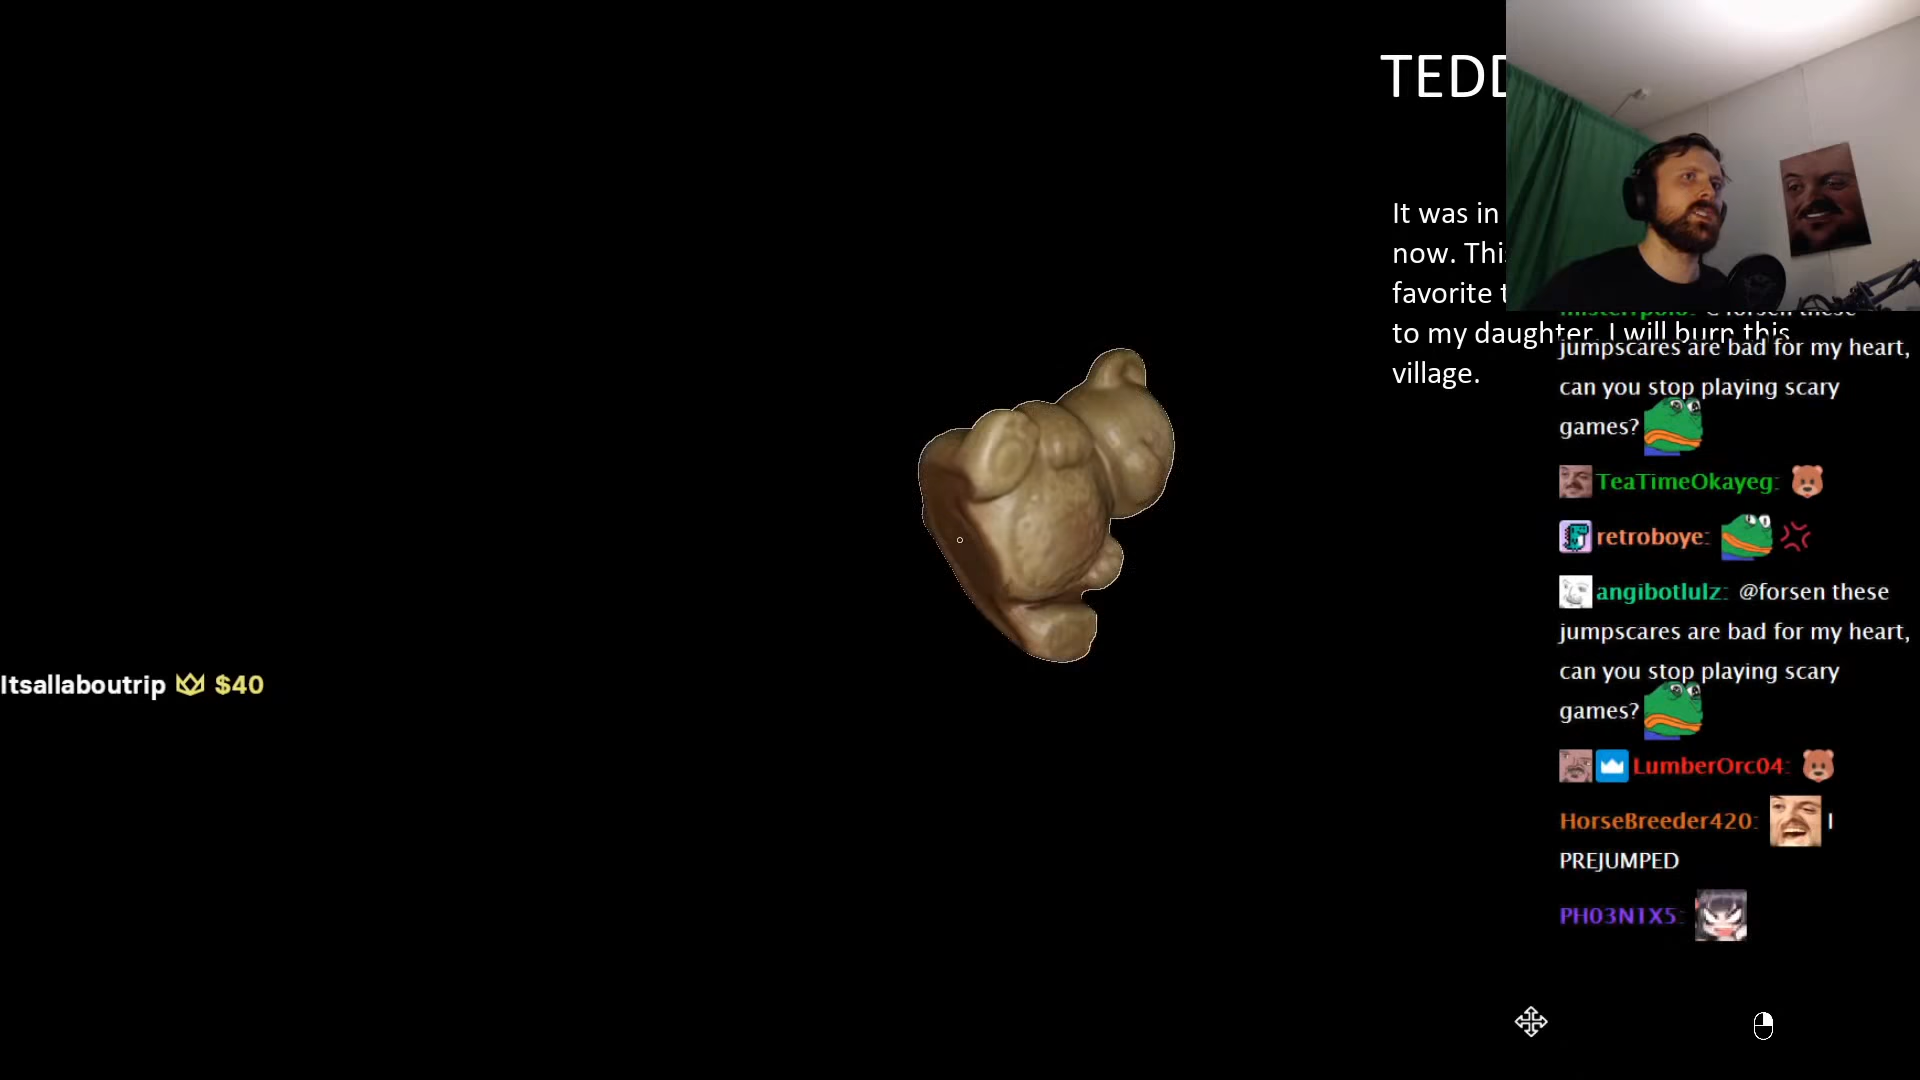 TEDD
It was in
now. This
favorite t
to my daughter. I will burn this
village.
jumpscares are bad for my heart,
can you stop playing scary
games?
TeaTimeOkayeg:
retroboye:
angibotlulz: @forsen these
jumpscares are bad for my heart,
can you stop playing scary
games?
LumberOrc04:
HorseBreeder420: I
PREJUMPED
PH03N1X5:
Itsallaboutrip $40